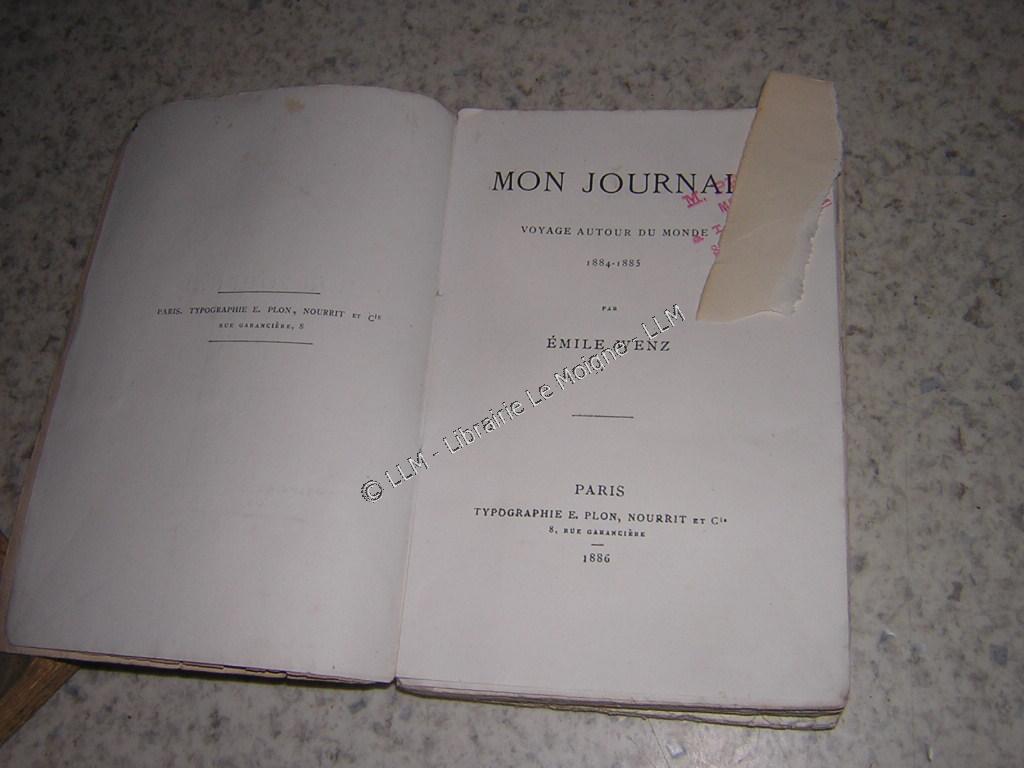 PARIS. TYPOGRAPHIE E. PLON, NOURRIT ET Cie
RUE GARANCIÈRE, 8
MON JOURNAL
VOYAGE AUTOUR DU MONDE
1884-1885
PAR
ÉMILE WENZ
PARIS
TYPOGRAPHIE E. PLON, NOURRIT ET Cie
8, RUE GARANCIÈRE
1886
© LLM - Librairie Le Moigne - LLM